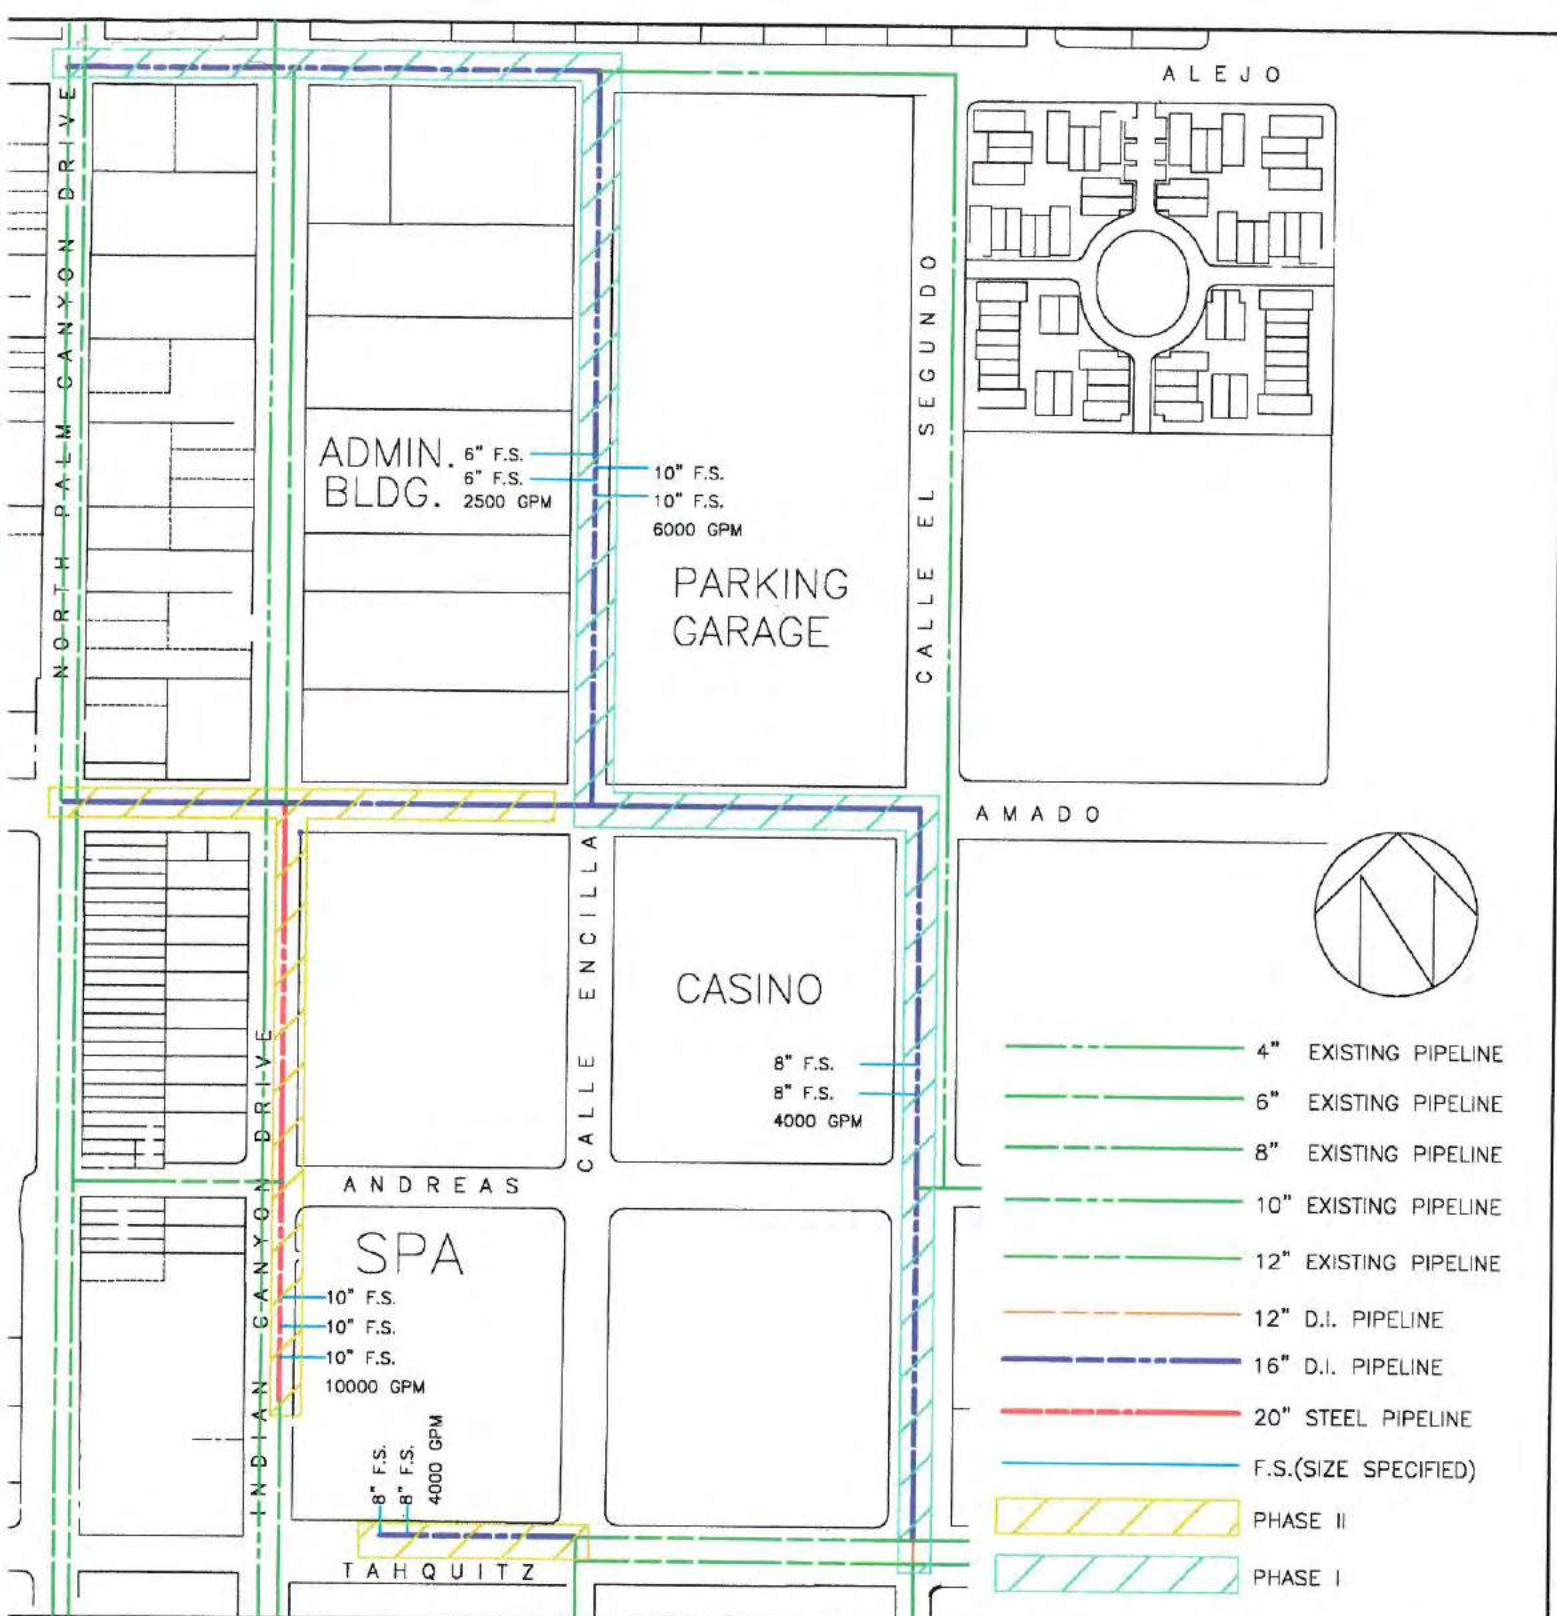 ALEJO
NORTH PALM CANYON DRIVE
CALLE EL SEGUNDO
ADMIN.
BLDG.
6" F.S.
6" F.S.
2500 GPM
10" F.S.
10" F.S.
6000 GPM
PARKING
GARAGE
AMADO
CALLE ENCILLA
CASINO
8" F.S.
8" F.S.
4000 GPM
INDIAN CANYON DRIVE
ANDREAS
SPA
10" F.S.
10" F.S.
10" F.S.
10000 GPM
8" F.S.
8" F.S.
4000 GPM
TAHQUITZ
N
4" EXISTING PIPELINE
6" EXISTING PIPELINE
8" EXISTING PIPELINE
10" EXISTING PIPELINE
12" EXISTING PIPELINE
12" D.I. PIPELINE
16" D.I. PIPELINE
20" STEEL PIPELINE
F.S.(SIZE SPECIFIED)
PHASE II
PHASE I